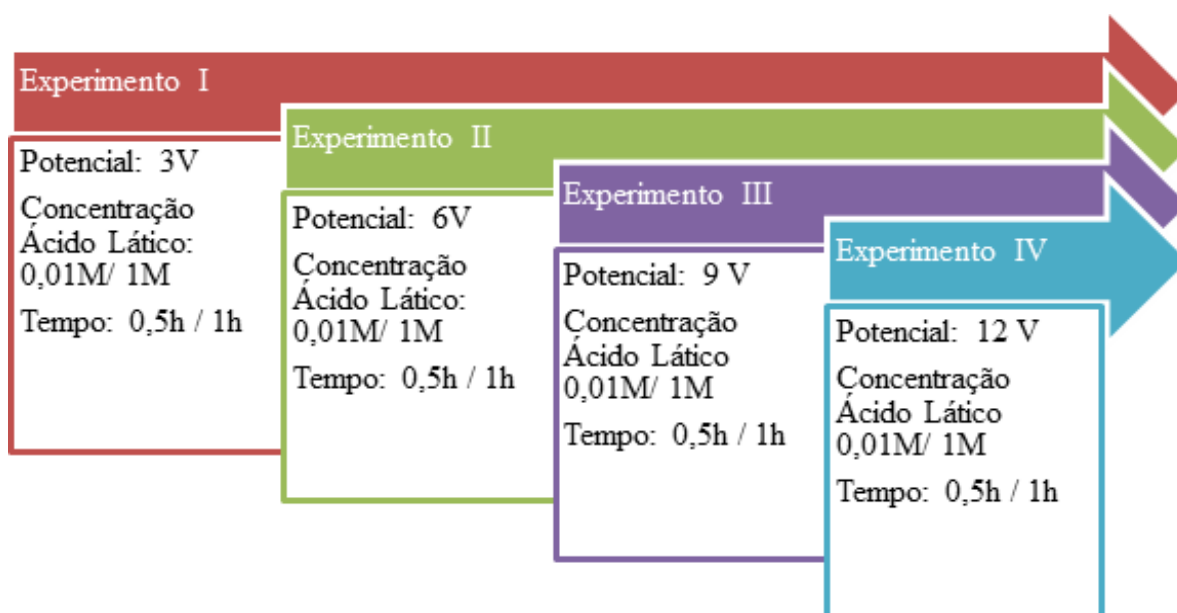 Experimento I
Potencial: 3V
Concentração
Ácido Lático:
0,01M/ 1M
Tempo: 0,5h / 1h
Experimento II
Potencial: 6V
Concentração
Ácido Lático:
0,01M/ 1M
Tempo: 0,5h / 1h
Experimento III
Potencial: 9 V
Concentração
Ácido Lático
0,01M/ 1M
Tempo: 0,5h / 1h
Experimento IV
Potencial: 12 V
Concentração
Ácido Lático
0,01M/ 1M
Tempo: 0,5h / 1h